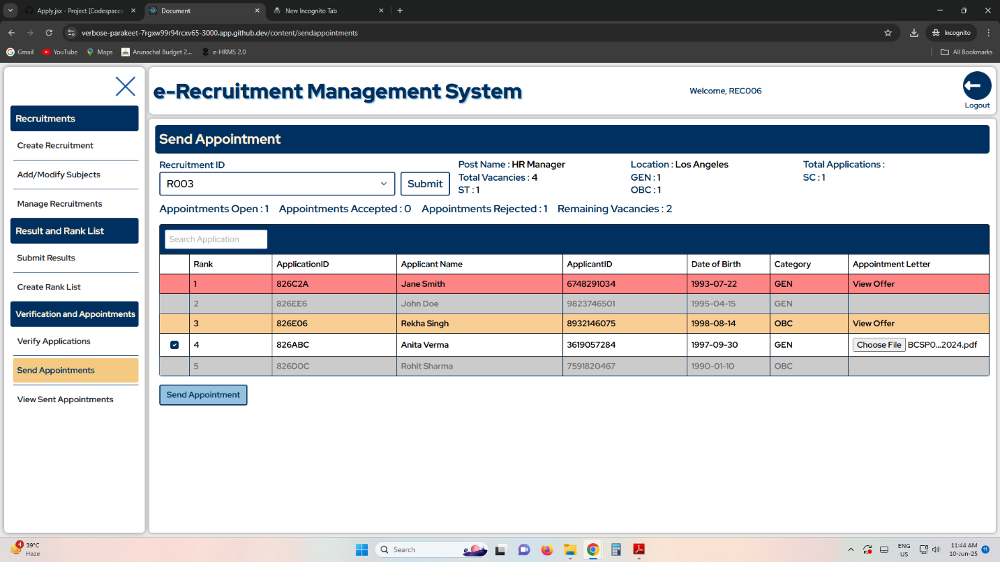 Apply.jsx - Project [Codespaces
Document
New Incognito Tab
verbose-parakeet-7rgxw99r94rcxv65-3000.app.github.dev/content/sendappointments
Incognito
Gmail
YouTube
Maps
Arunachal Budget 2...
e-HRMS 2.0
All Bookmarks
e-Recruitment Management System
Welcome, REC006
Logout
Recruitments
Create Recruitment
Add/Modify Subjects
Manage Recruitments
Result and Rank List
Submit Results
Create Rank List
Verification and Appointments
Verify Applications
Send Appointments
View Sent Appointments
Send Appointment
Recruitment ID
R003
Submit
Post Name : HR Manager
Location : Los Angeles
Total Applications :
Total Vacancies : 4
GEN : 1
SC : 1
ST : 1
OBC : 1
Appointments Open : 1 Appointments Accepted : 0 Appointments Rejected : 1 Remaining Vacancies : 2
Search Application
Rank ApplicationID Applicant Name ApplicantID Date of Birth Category Appointment Letter
1 826C2A Jane Smith 6748291034 1993-07-22 GEN View Offer
2 826EE6 John Doe 9823746501 1995-04-15 GEN
3 826E06 Rekha Singh 8932146075 1998-08-14 OBC View Offer
4 826ABC Anita Verma 3619057284 1997-09-30 GEN Choose File BCSP0...2024.pdf
5 826D0C Rohit Sharma 7591820467 1990-01-10 OBC
Send Appointment
4
39°C
Haze
Search
ENG
US
11:44 AM
10-Jun-25
11